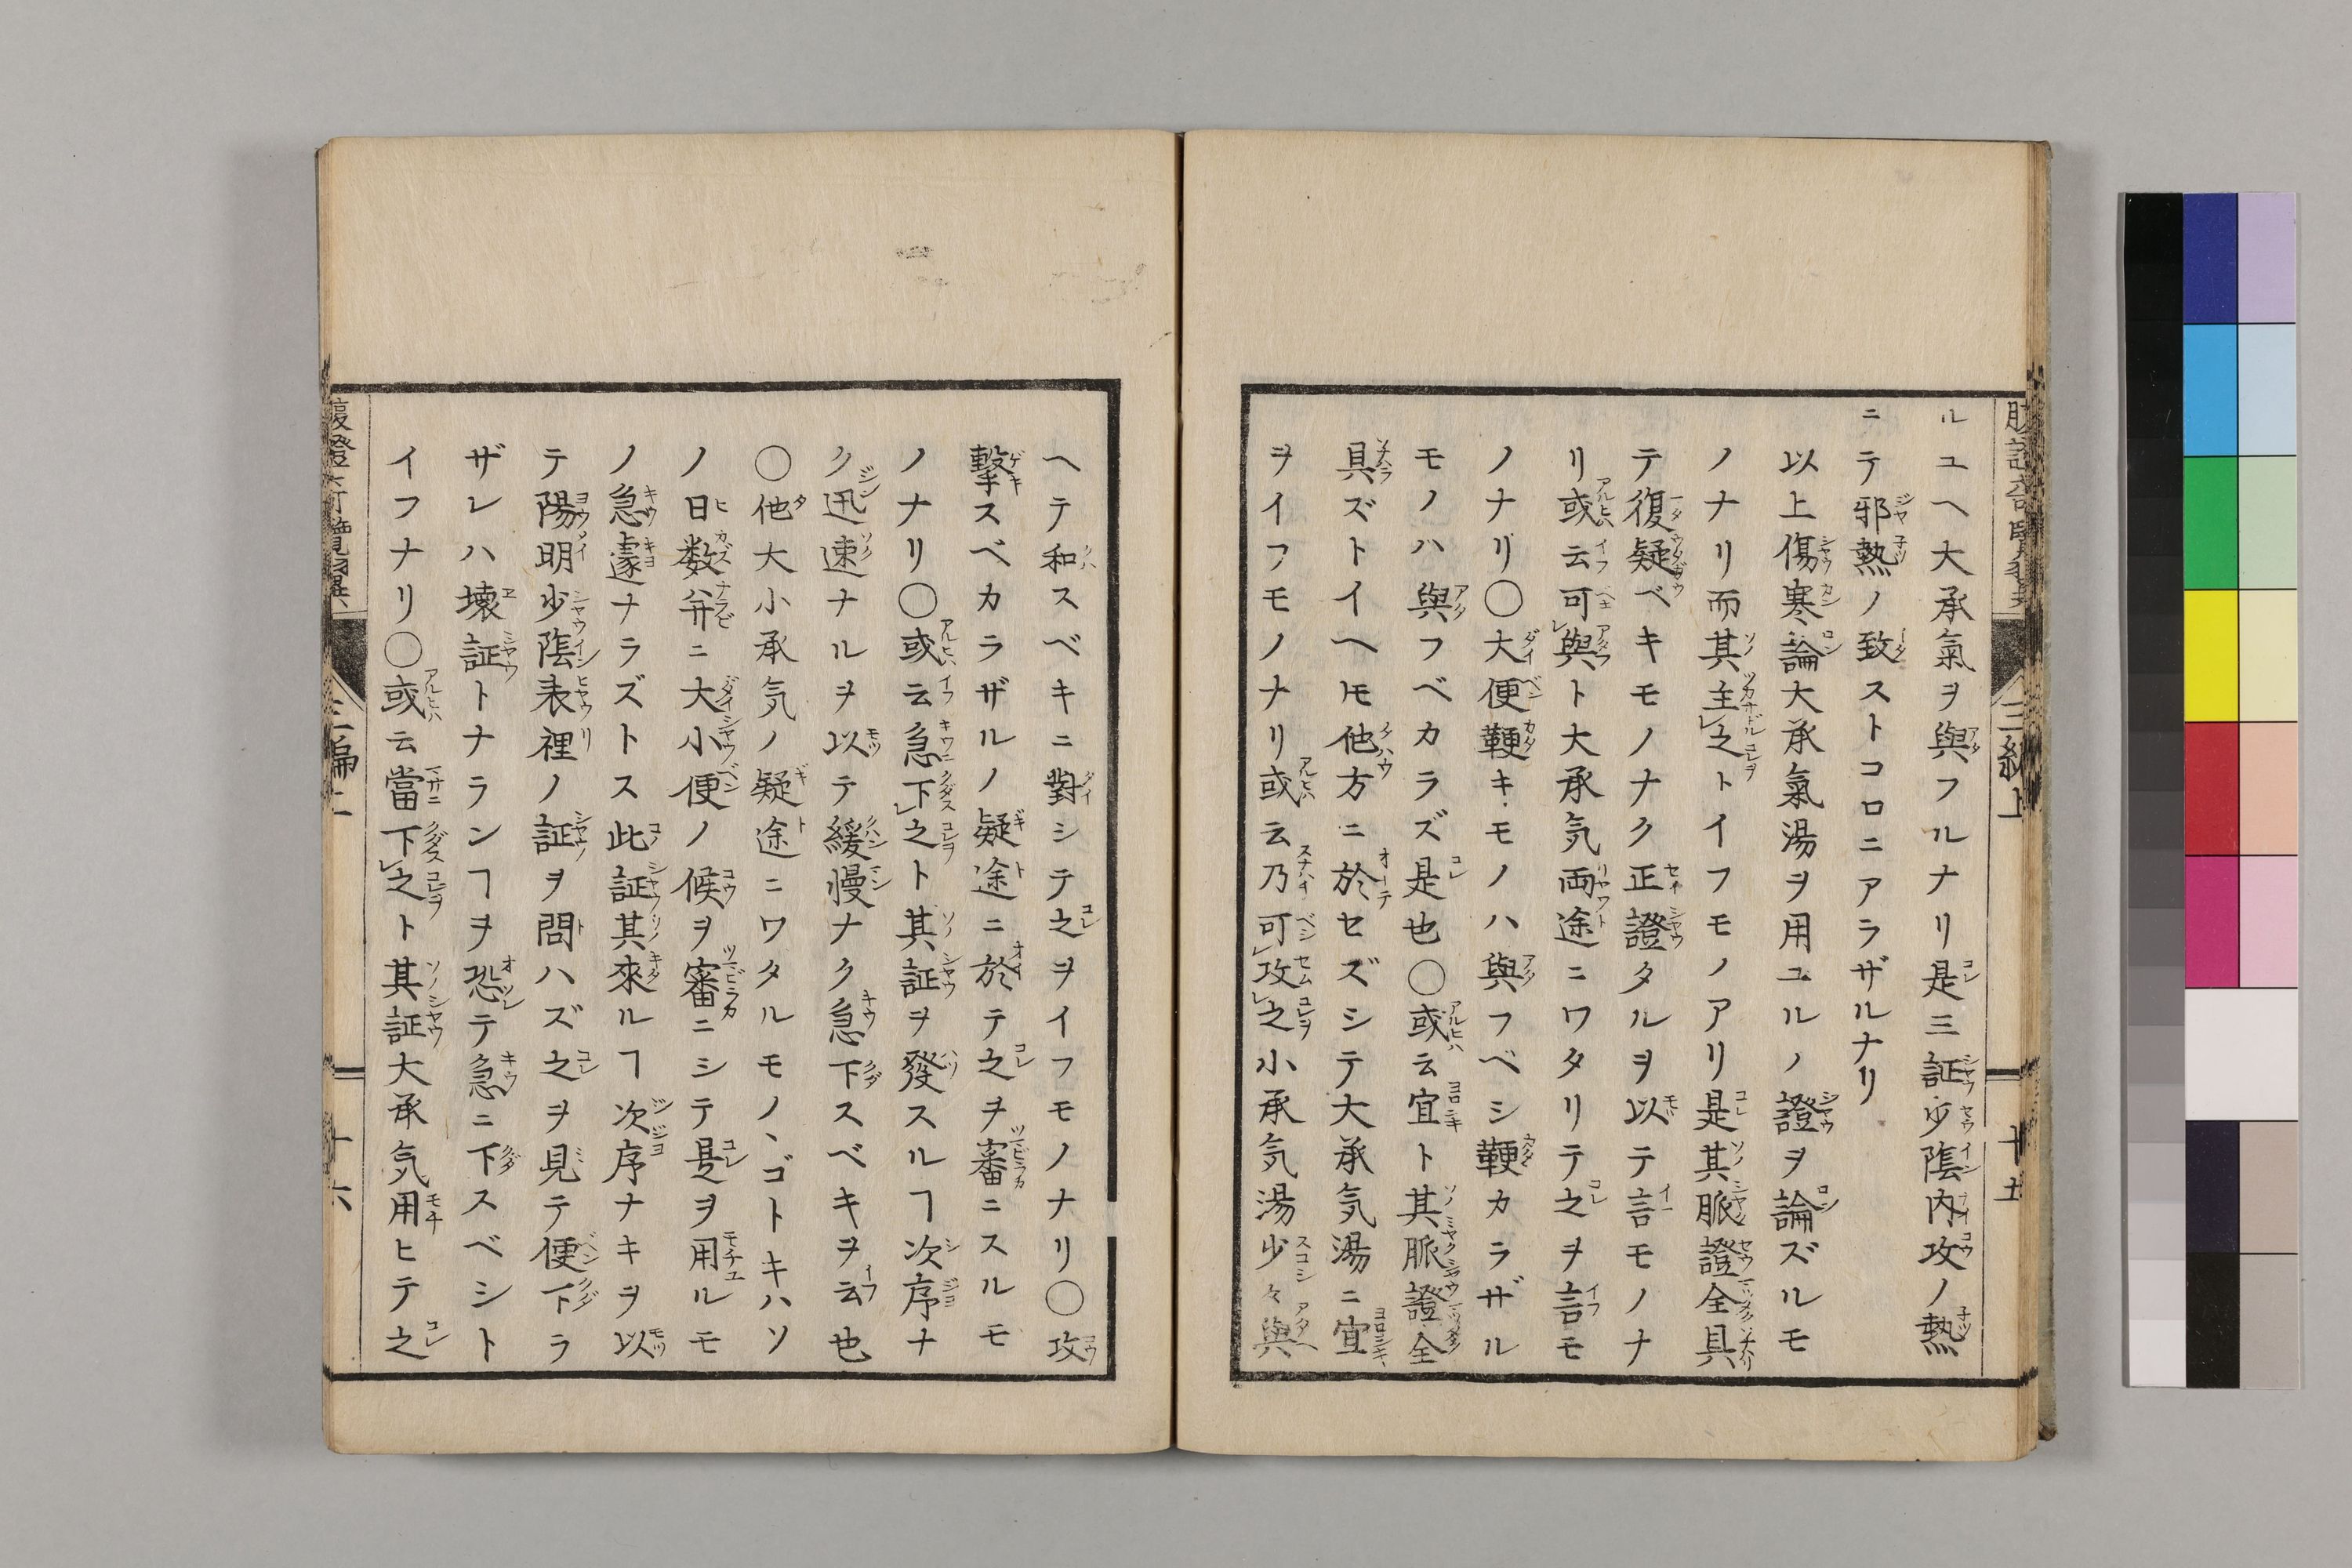 ルユヘ大承氣ヲ與フルナリ是三証少陰内攻ノ熱
ニテ邪熱ノ致ストコロニアラザルナリ
以上傷寒論大承氣湯ヲ用ユルノ證ヲ論ズルモ
ノナリ而其主之トイフモノアリ是其脈證全具
テ復疑ベキモノナク正證タルヲ以テ言モノナ
リ或云可與ト大承気両途ニワタリテ之ヲ言モ
ノナリ〇大便鞕キモノハ與フベシ鞕カラザル
モノハ與フベカラズ是也〇或云宜ト其脈證全
具ズトイヘ𪜈他方ニ於セズシテ大承気湯ニ宜
ヲイフモノナリ或云乃可攻之小承気湯少々與
ヘテ和スベキニ對シテ之ヲイフモノナリ〇攻
擊スベカラザルノ疑途ニ於テ之ヲ審ニスルモ
ノナリ〇或云急下之ト其証ヲ發スルヿ次序ナ
ク迅速ナルヲ以テ緩慢ナク急下スベキヲ云也
〇他大小承気ノ疑途ニワタルモノヽゴトキハソ
ノ日数并ニ大小便ノ候ヲ審ニシテ是ヲ用ルモ
ノ急遽ナラズトス此証其來ルヿ次序ナキヲ以
テ陽明少陰表裡ノ証ヲ問ハズ之ヲ見テ便下ラ
ザレハ壊証トナランヿヲ恐テ急ニ下スベシト
イフナリ〇或云當下之ト其証大承気用ヒテ之
三編
十六